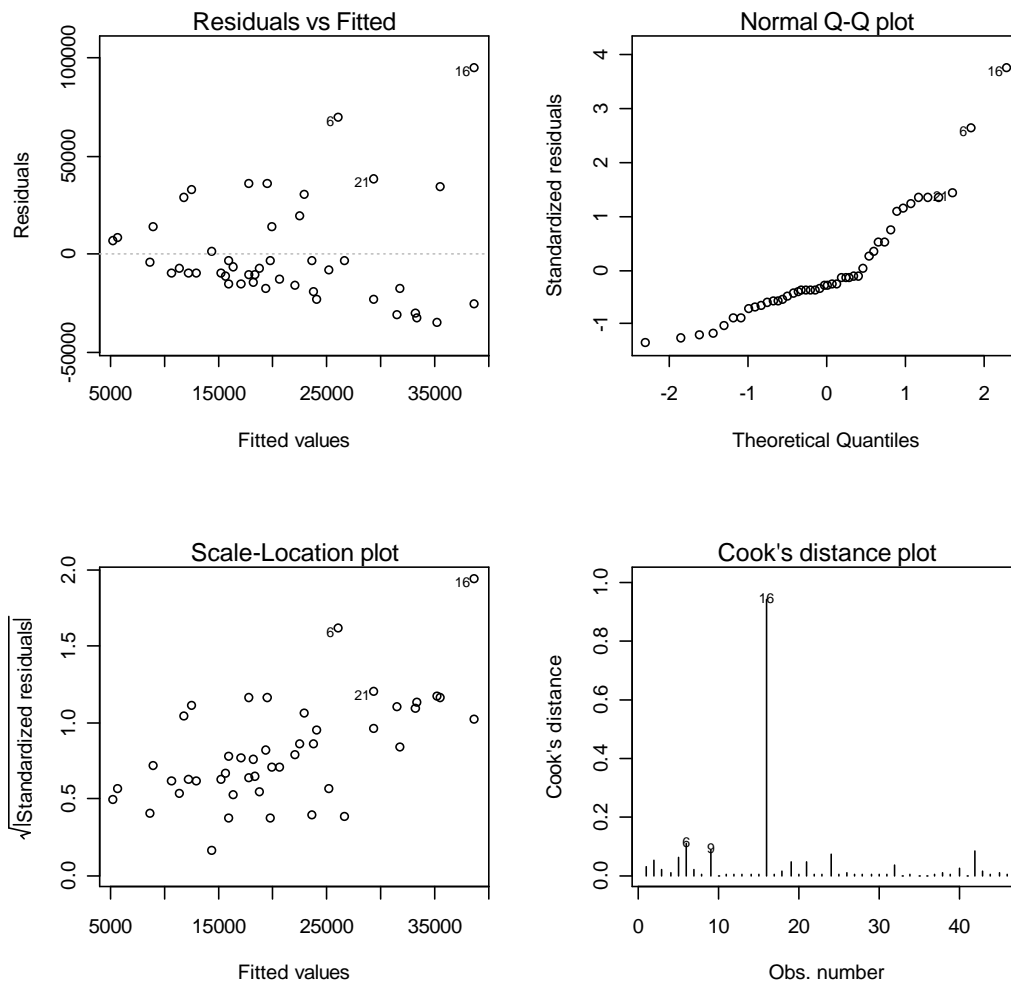 Residuals vs Fitted
Residuals
100000
50000
0
-50000
16
6
21
5000 15000 25000 35000
Fitted values
Normal Q-Q plot
Standardized residuals
4
3
2
1
0
-1
16
6
21
-2 -1 0 1 2
Theoretical Quantiles
Scale-Location plot
√|Standardized residuals|
2.0
1.5
1.0
0.5
0.0
16
6
21
5000 15000 25000 35000
Fitted values
Cook's distance plot
Cook's distance
1.0
0.8
0.6
0.4
0.2
0.0
16
6 9
0 10 20 30 40
Obs. number